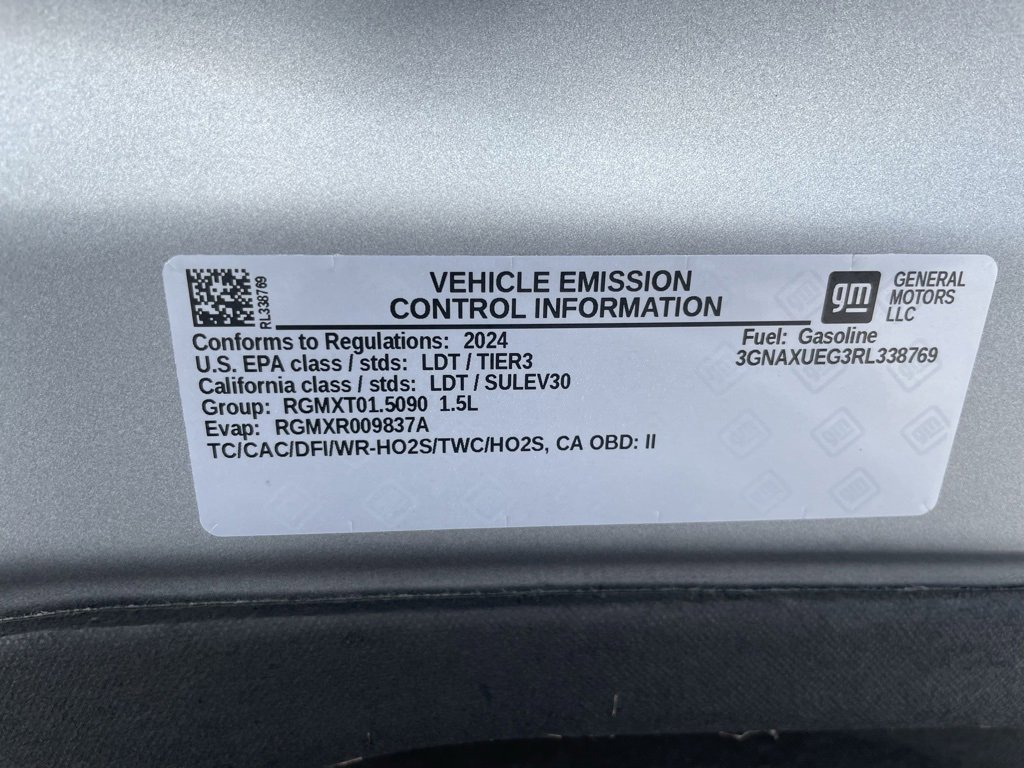 RL338769
VEHICLE EMISSION
CONTROL INFORMATION
gm
GENERAL
MOTORS
LLC
Conforms to Regulations: 2024
U.S. EPA class / stds: LDT / TIER3
California class / stds: LDT / SULEV30
Group: RGMXT01.5090 1.5L
Evap: RGMXR009837A
TC/CAC/DFI/WR-HO2S/TWC/HO2S, CA OBD: II
Fuel: Gasoline
3GNAXUEG3RL338769